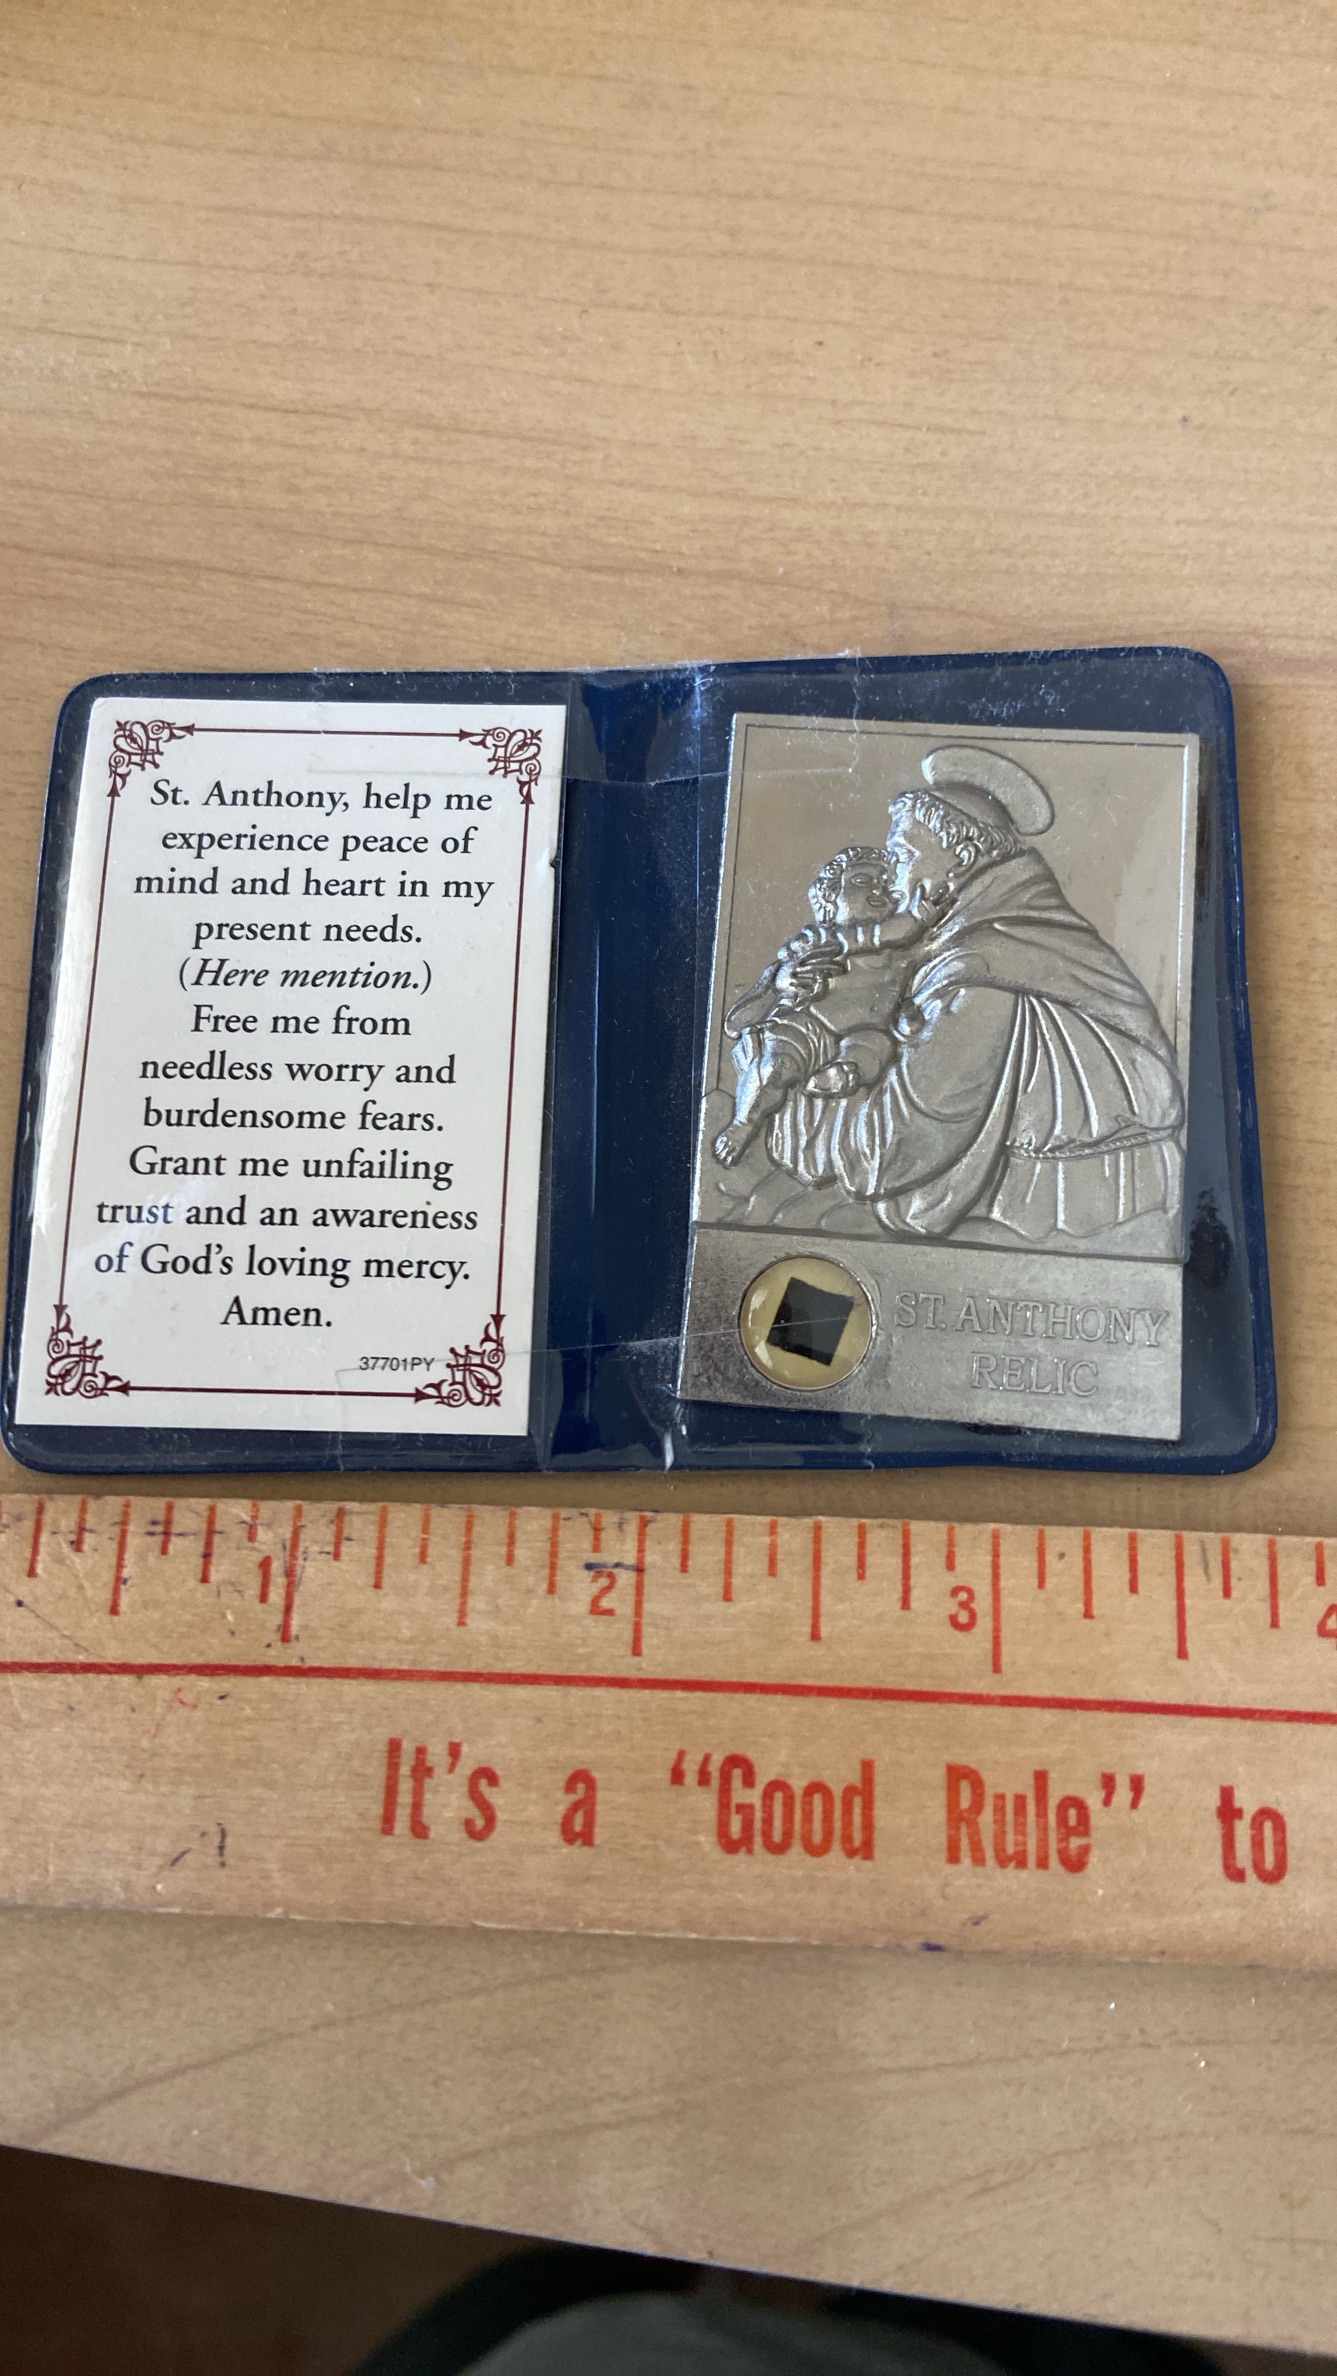 St. Anthony, help me
experience peace of
mind and heart in my
present needs.
(Here mention.)
Free me from
needless worry and
burdensome fears.
Grant me unfailing
trust and an awareness
of God's loving mercy.
Amen.
37701PY
ST. ANTHONY
RELIC
1 2 3 4
It's a “Good Rule” to